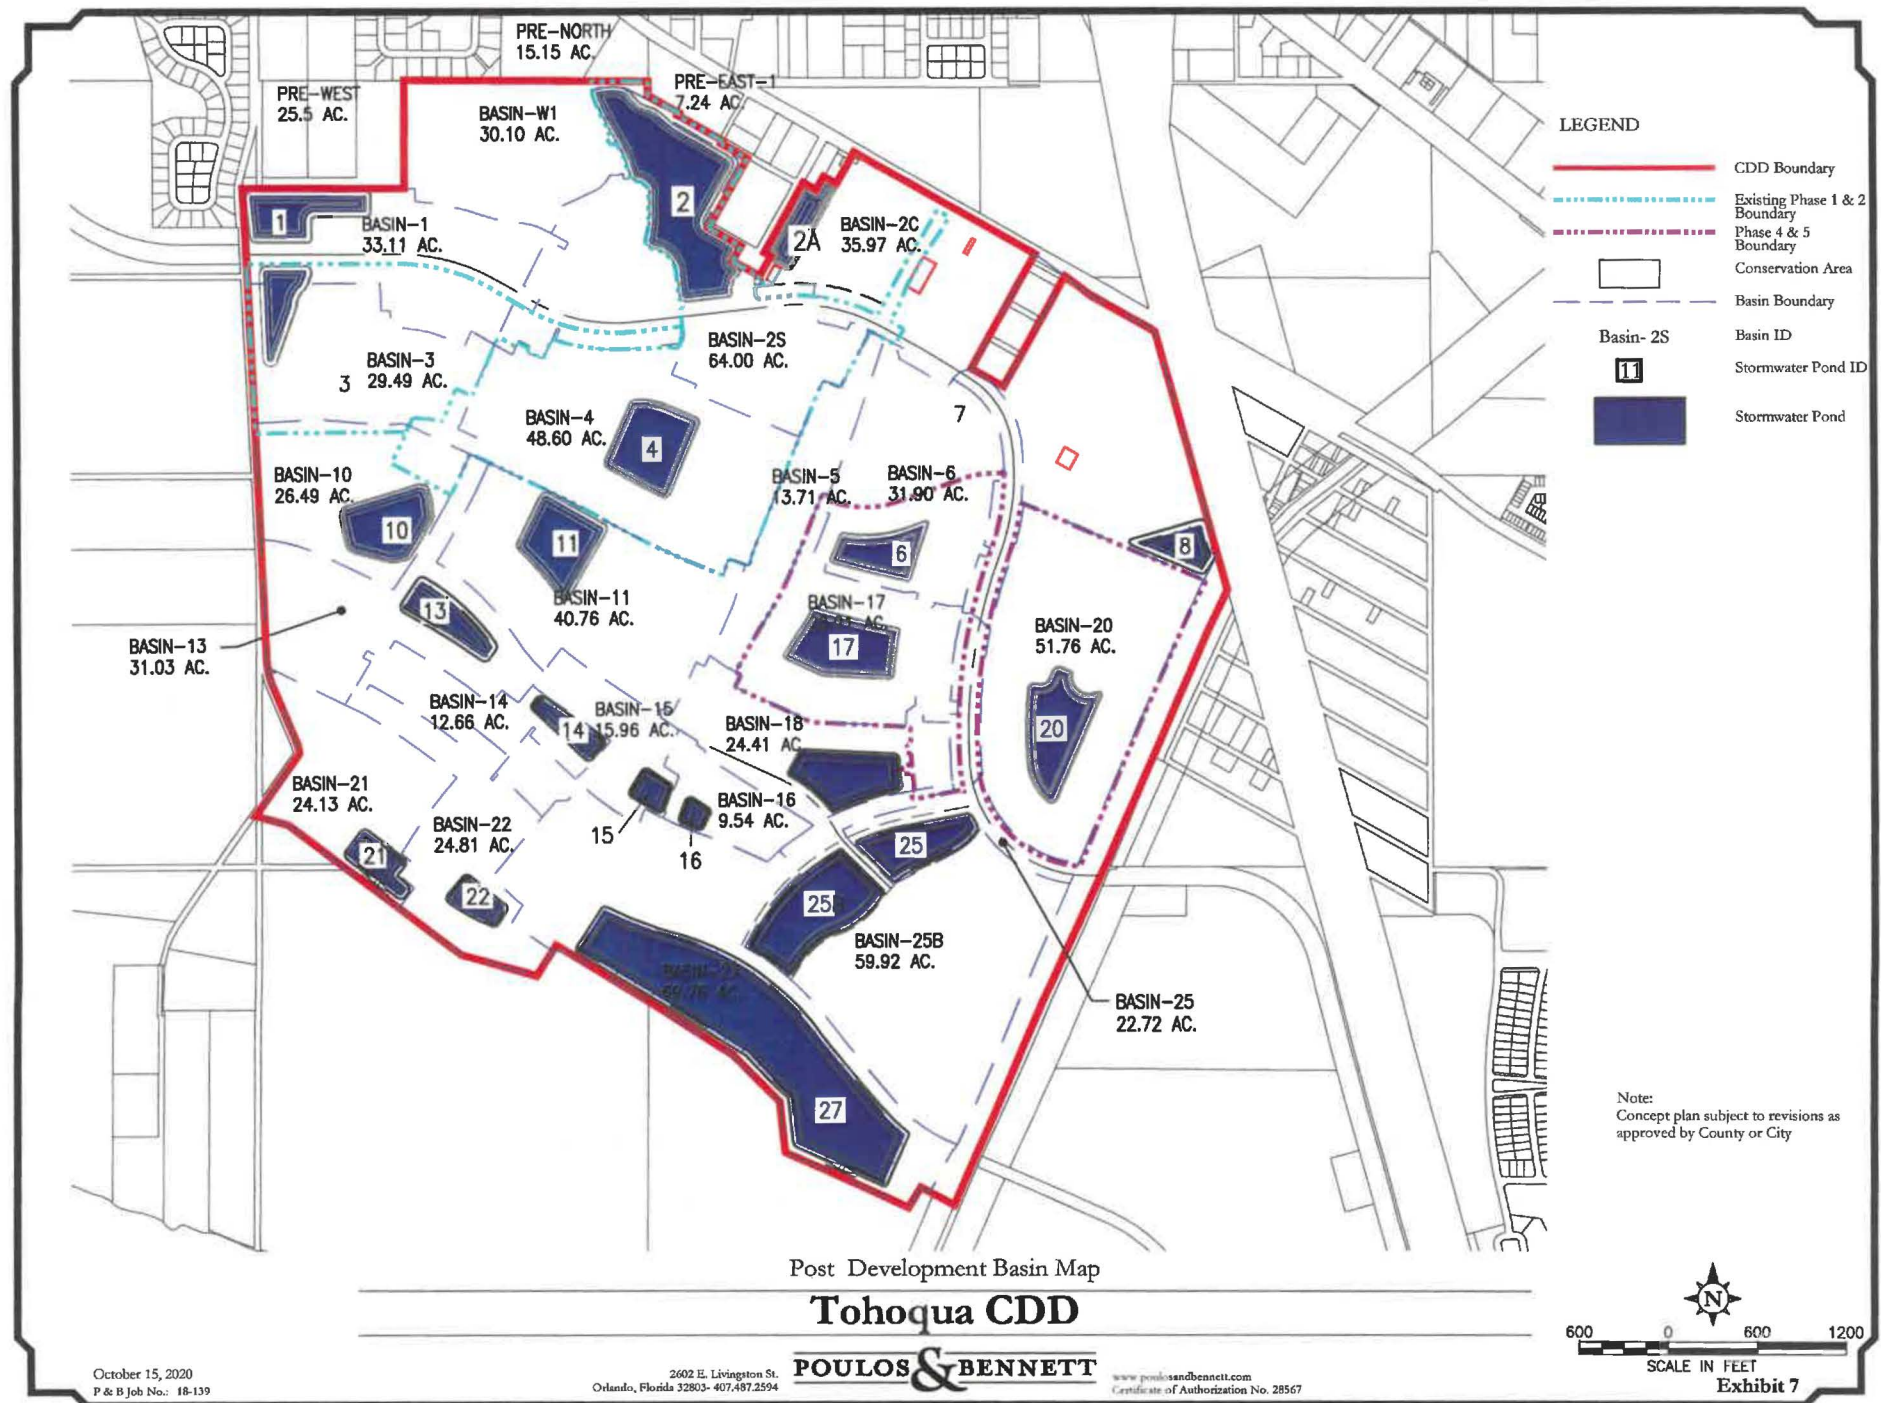 PRE-NORTH
15.15 AC.
PRE-WEST
25.5 AC.
PRE-EAST-1
7.24 AC.
BASIN-W1
30.10 AC.
1
BASIN-1
33.11 AC.
2
2A
BASIN-2C
35.97 AC.
BASIN-2S
64.00 AC.
BASIN-3
3 29.49 AC.
BASIN-4
48.60 AC.
4
7
BASIN-10
26.49 AC.
10
11
BASIN-5
13.71 AC.
BASIN-6
31.90 AC.
6
8
BASIN-11
40.76 AC.
13
BASIN-13
31.03 AC.
BASIN-17
AC.
17
BASIN-20
51.76 AC.
20
BASIN-14
12.66 AC.
14
BASIN-15
15.96 AC.
BASIN-18
24.41 AC
BASIN-21
24.13 AC.
21
BASIN-22
24.81 AC.
22
15
16
BASIN-16
9.54 AC.
25
25B
BASIN-25B
59.92 AC.
BASIN-25
22.72 AC.
27
LEGEND
CDD Boundary
Existing Phase 1 & 2
Boundary
Phase 4 & 5
Boundary
Conservation Area
Basin Boundary
Basin- 2S Basin ID
11 Stormwater Pond ID
Stormwater Pond
Note:
Concept plan subject to revisions as
approved by County or City
N
600 0 600 1200
SCALE IN FEET
Exhibit 7
Post Development Basin Map
Tohoqua CDD
October 15, 2020
P & B Job No.: 18-139
2602 E. Livingston St.
Orlando, Florida 32803- 407.487.2594
POULOS & BENNETT
www.poulosandbennett.com
Certificate of Authorization No. 28567